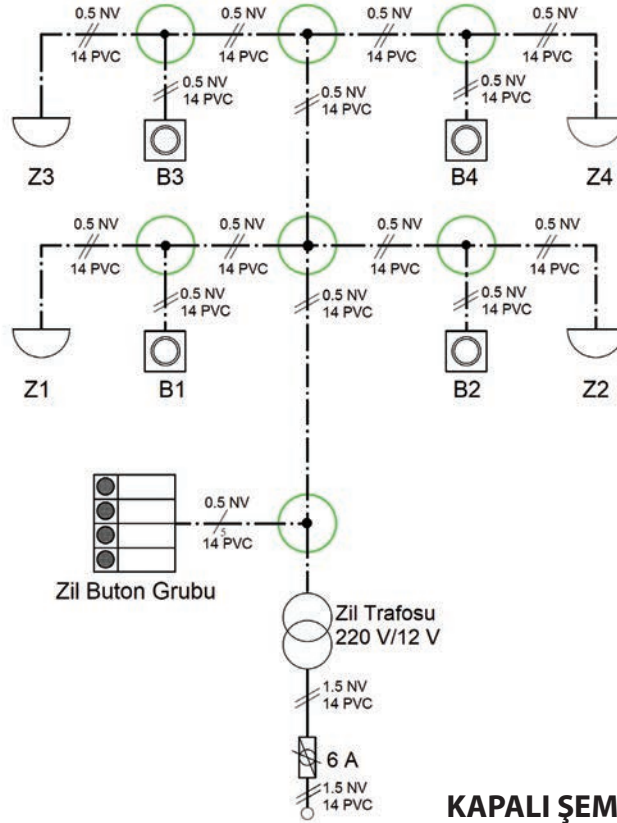 0.5 NV 0.5 NV 0.5 NV 0.5 NV
14 PVC 14 PVC 14 PVC 14 PVC
0.5 NV 0.5 NV 0.5 NV
14 PVC 14 PVC 14 PVC
Z3 B3 B4 Z4
0.5 NV 0.5 NV 0.5 NV 0.5 NV
14 PVC 14 PVC 14 PVC 14 PVC
0.5 NV 0.5 NV 0.5 NV
14 PVC 14 PVC 14 PVC
Z1 B1 B2 Z2
0.5 NV
5
14 PVC
Zil Buton Grubu
Zil Trafosu
220 V/12 V
1.5 NV
14 PVC
6 A
1.5 NV
14 PVC
KAPALI ŞEM